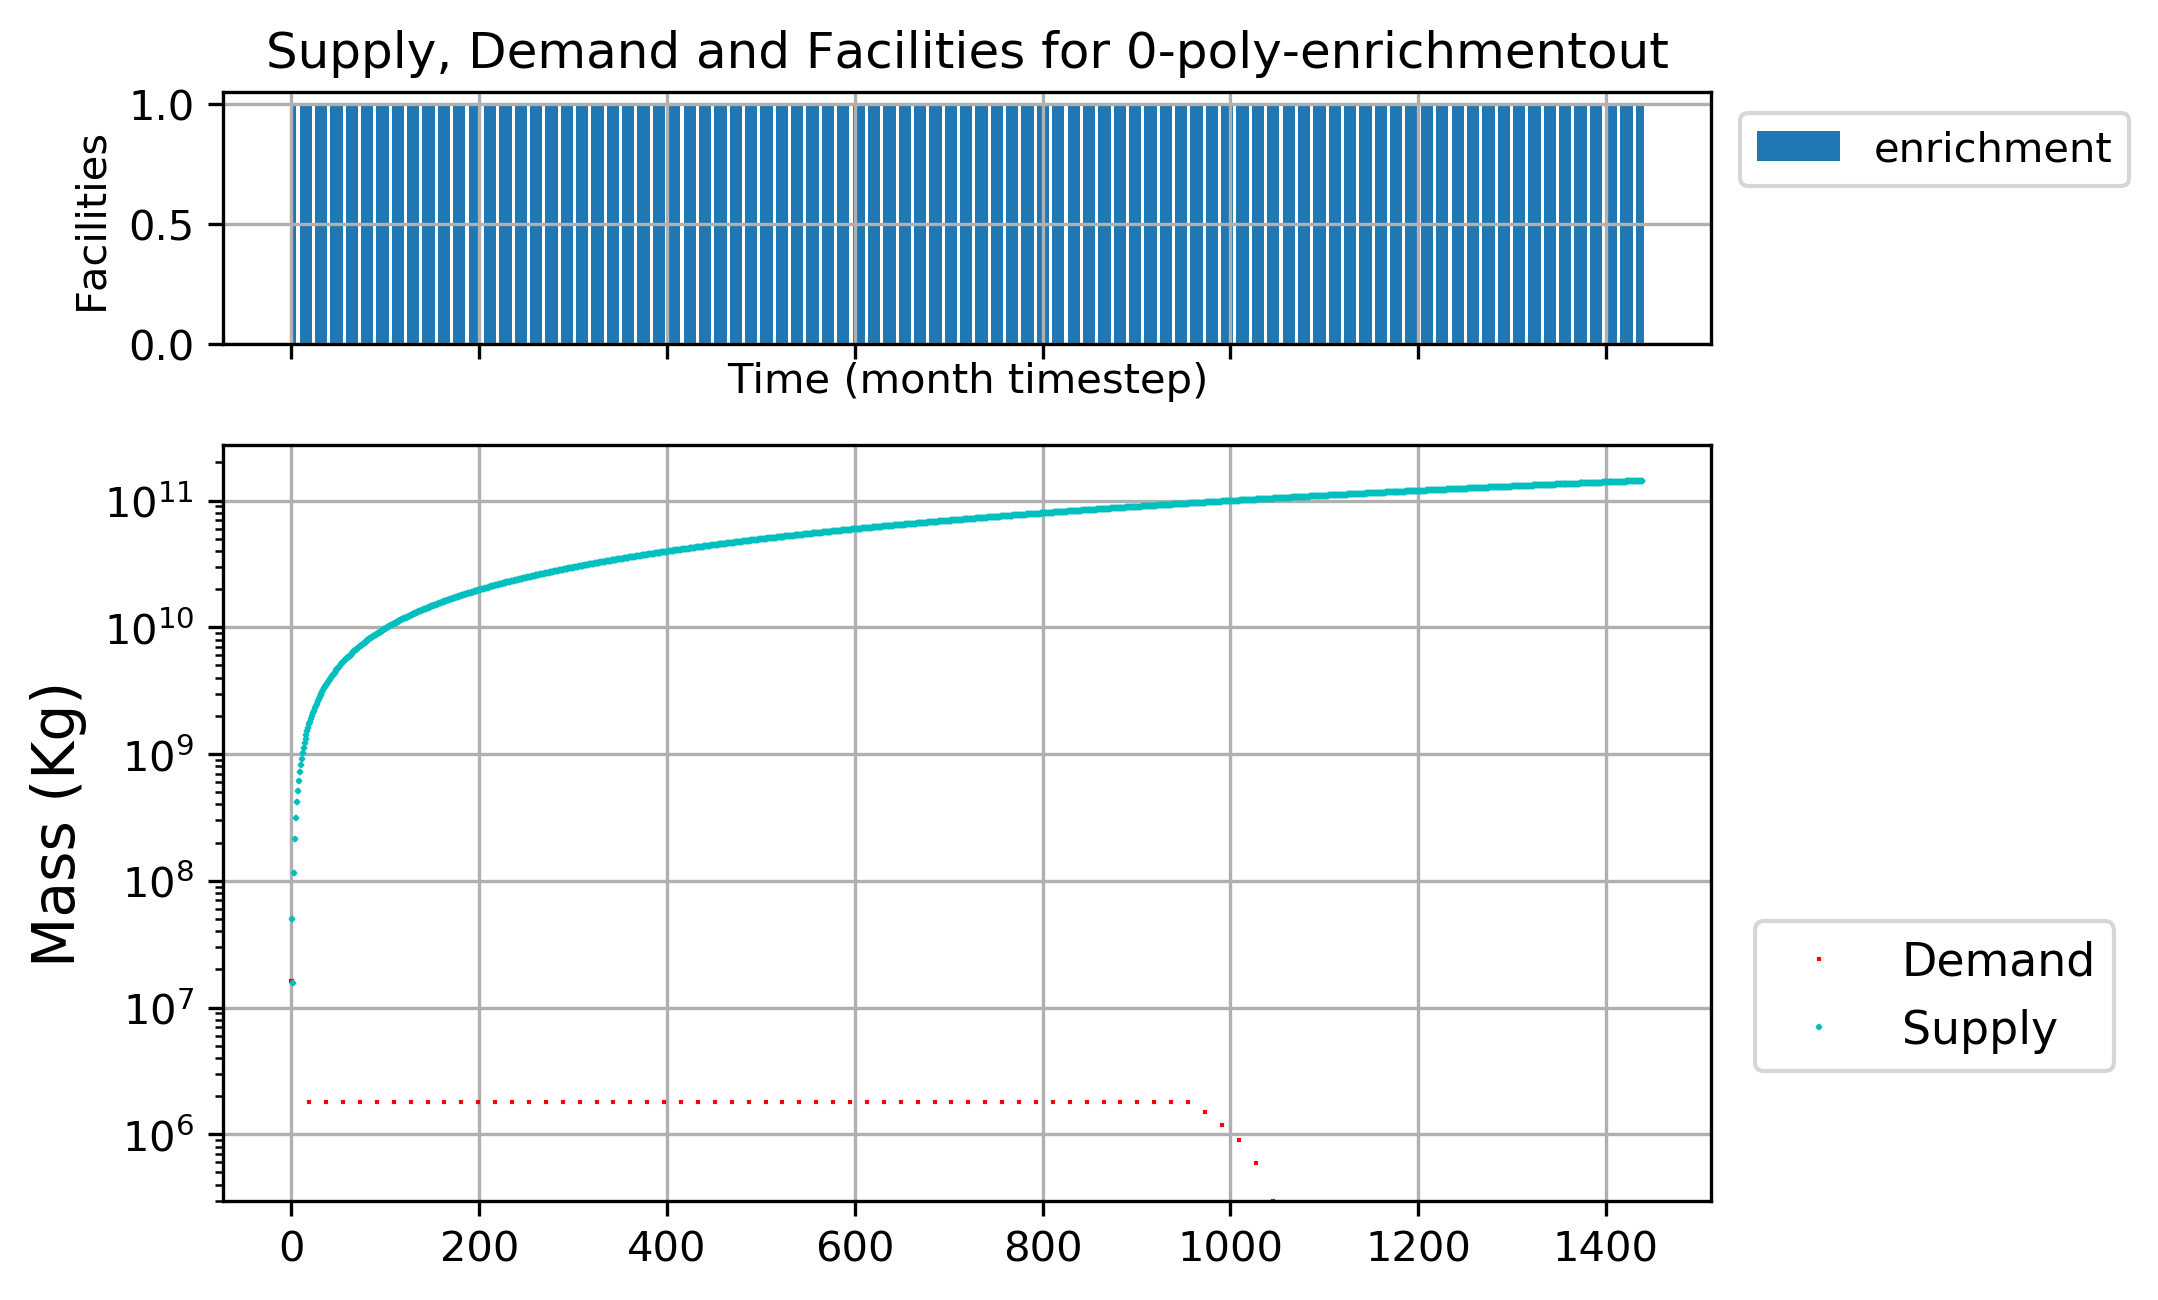 Supply, Demand and Facilities for 0-poly-enrichmentout
1.0
0.5
0.0
Facilities
enrichment
Time (month timestep)
10^11
10^10
10^9
10^8
10^7
10^6
Mass (Kg)
Demand
Supply
0 200 400 600 800 1000 1200 1400